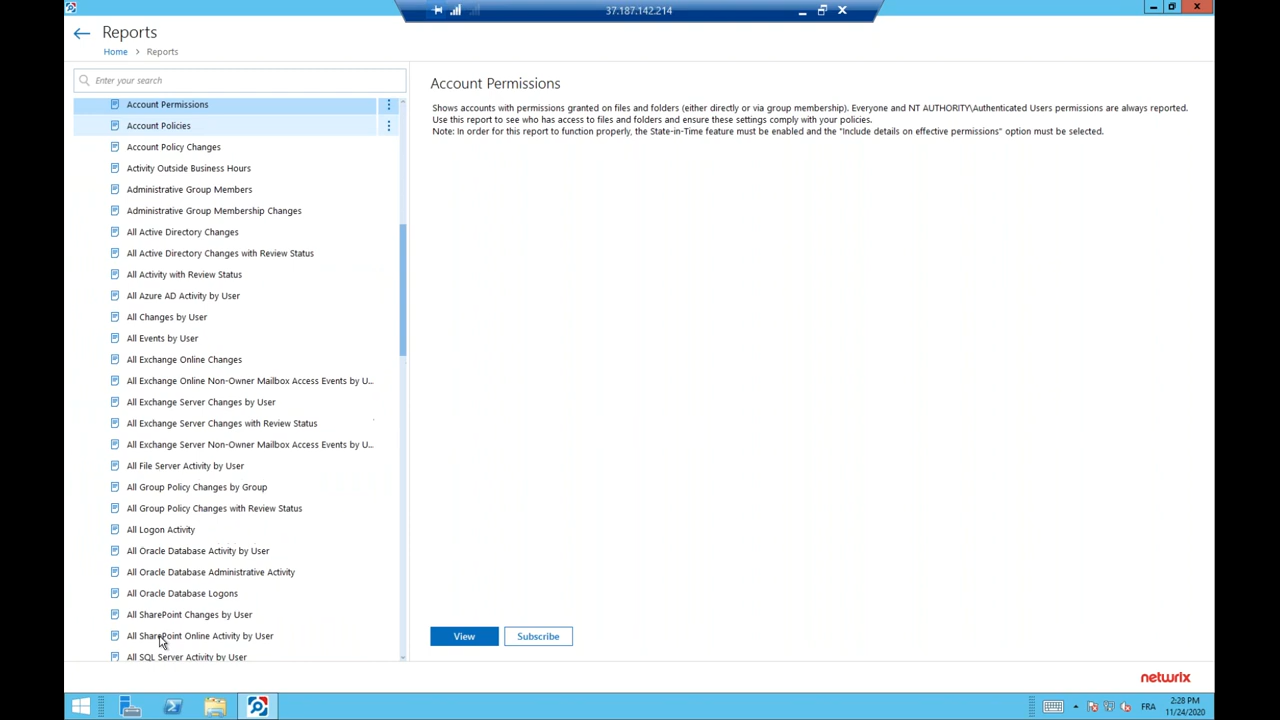 37.187.142.214
Reports
Home > Reports
Enter your search
Account Permissions
Account Policies
Account Policy Changes
Activity Outside Business Hours
Administrative Group Members
Administrative Group Membership Changes
All Active Directory Changes
All Active Directory Changes with Review Status
All Activity with Review Status
All Azure AD Activity by User
All Changes by User
All Events by User
All Exchange Online Changes
All Exchange Online Non-Owner Mailbox Access Events by U...
All Exchange Server Changes by User
All Exchange Server Changes with Review Status
All Exchange Server Non-Owner Mailbox Access Events by U...
All File Server Activity by User
All Group Policy Changes by Group
All Group Policy Changes with Review Status
All Logon Activity
All Oracle Database Activity by User
All Oracle Database Administrative Activity
All Oracle Database Logons
All SharePoint Changes by User
All SharePoint Online Activity by User
All SQL Server Activity by User
Account Permissions
Shows accounts with permissions granted on files and folders (either directly or via group membership). Everyone and NT AUTHORITY\Authenticated Users permissions are always reported.
Use this report to see who has access to files and folders and ensure these settings comply with your policies.
Note: In order for this report to function properly, the State-in-Time feature must be enabled and the "Include details on effective permissions" option must be selected.
View
Subscribe
netwrix
FRA
2:28 PM
11/24/2020